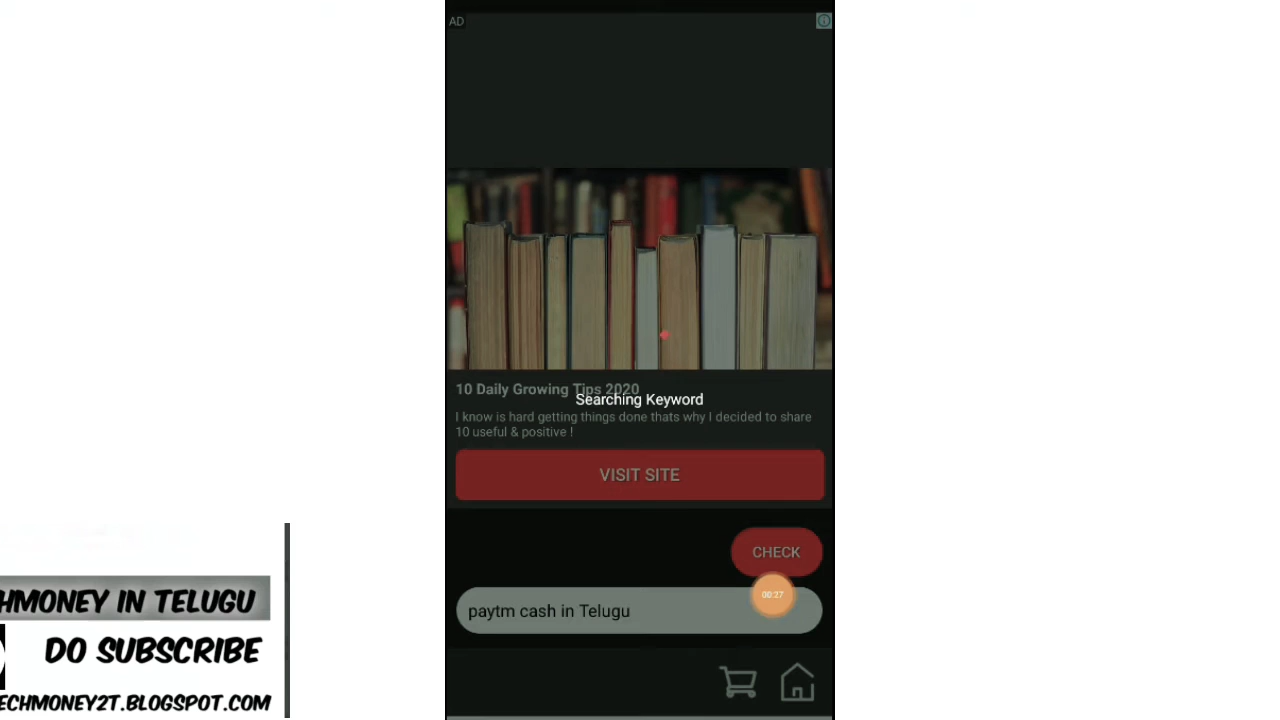 AD
10 Daily Growing Tips 2020
Searching Keyword
I know is hard getting things done thats why I decided to share
10 useful & positive !
VISIT SITE
CHECK
00:27
paytm cash in Telugu
HMONEY IN TELUGU
DO SUBSCRIBE
ECHMONEY2T.BLOGSPOT.COM